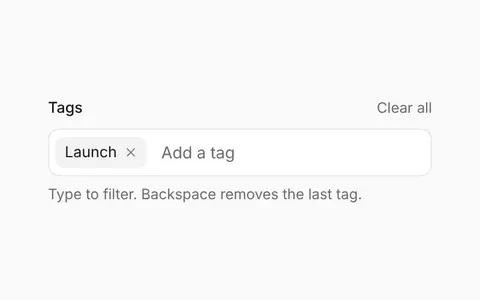 Tags
Clear all
Launch
Add a tag
Type to filter. Backspace removes the last tag.